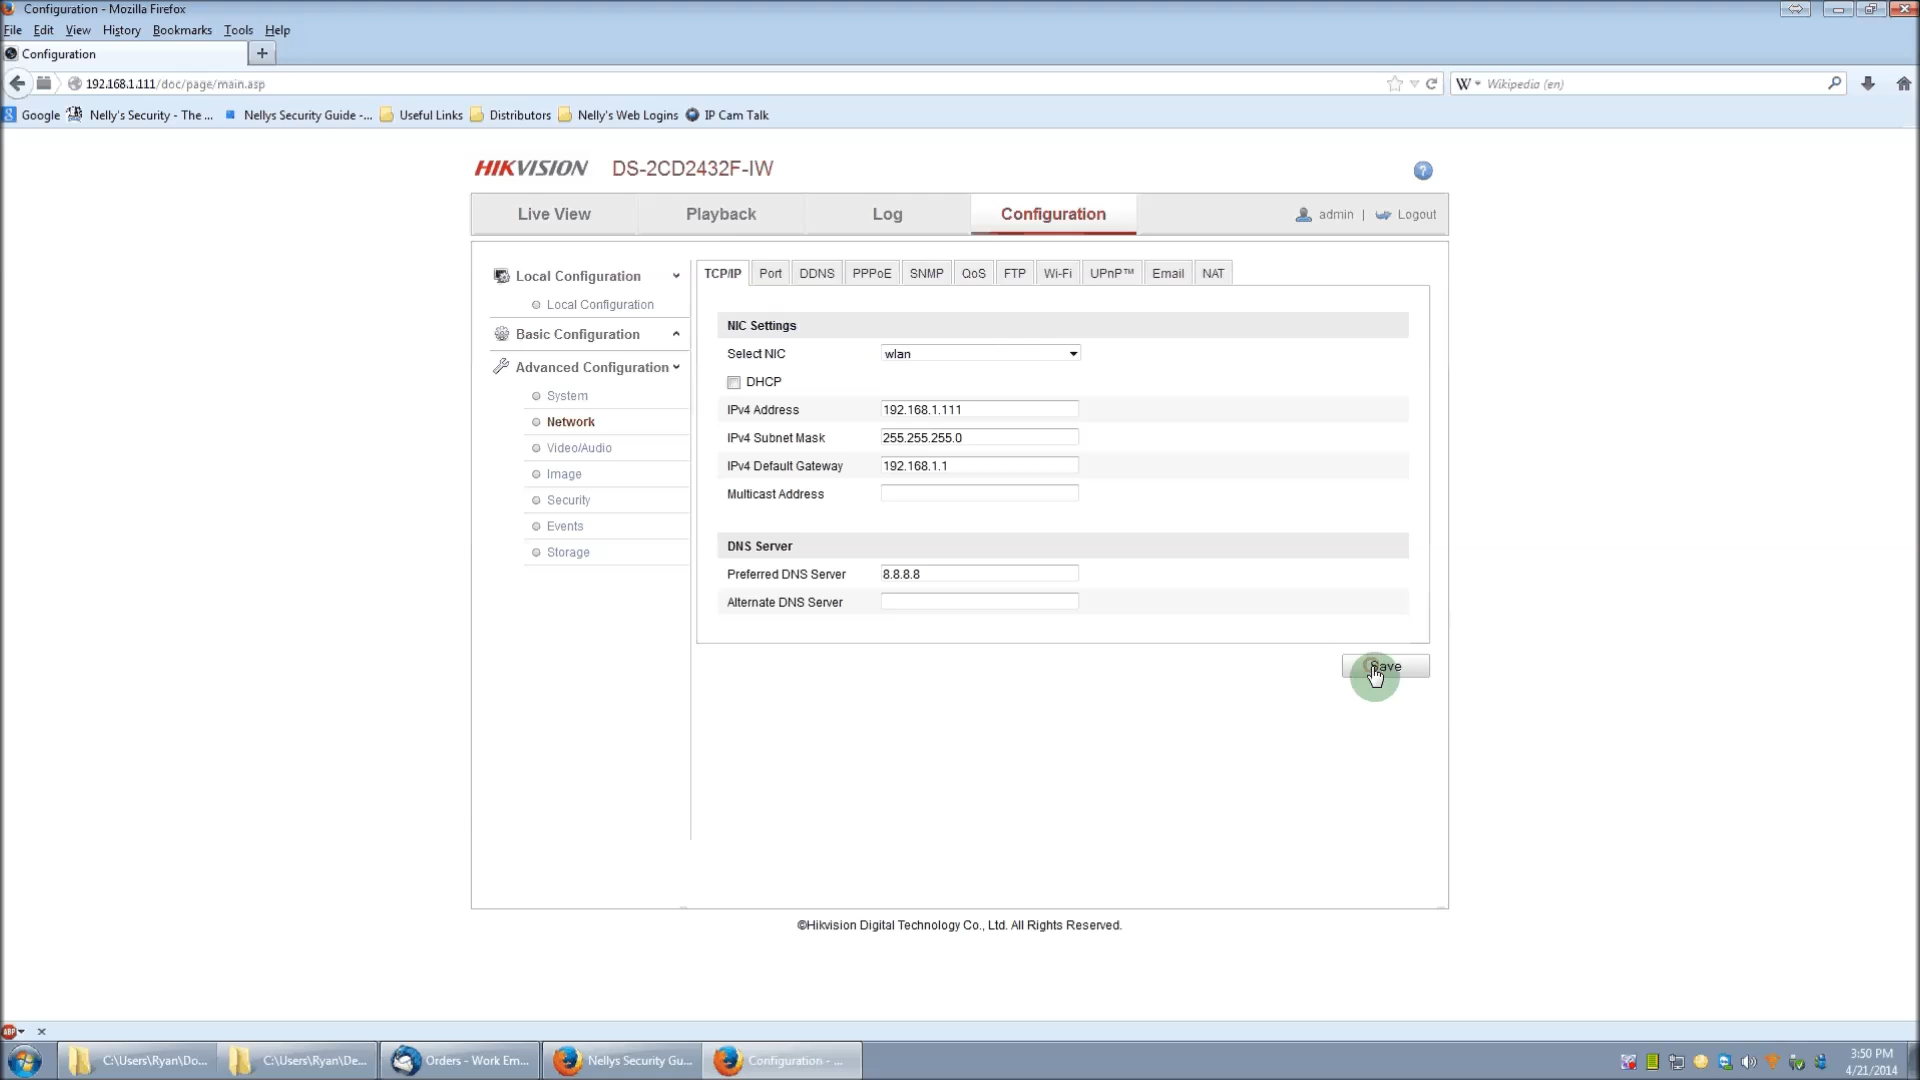 Configuration - Mozilla Firefox
File Edit View History Bookmarks Tools Help
Configuration +
192.168.1.111/doc/page/main.asp
W Wikipedia (en)
Google Nelly's Security - The ... Nellys Security Guide -... Useful Links Distributors Nelly's Web Logins IP Cam Talk
HIKVISION DS-2CD2432F-IW ?
Live View Playback Log Configuration admin | Logout
Local Configuration
Local Configuration
Basic Configuration
Advanced Configuration
System
Network
Video/Audio
Image
Security
Events
Storage
TCP/IP Port DDNS PPPoE SNMP QoS FTP Wi-Fi UPnP™ Email NAT
NIC Settings
Select NIC wlan
DHCP
IPv4 Address 192.168.1.111
IPv4 Subnet Mask 255.255.255.0
IPv4 Default Gateway 192.168.1.1
Multicast Address
DNS Server
Preferred DNS Server 8.8.8.8
Alternate DNS Server
Save
©Hikvision Digital Technology Co., Ltd. All Rights Reserved.
ABP
C:\Users\Ryan\Do... C:\Users\Ryan\De... Orders - Work Em... Nellys Security Gu... Configuration - ...
3:50 PM
4/21/2014